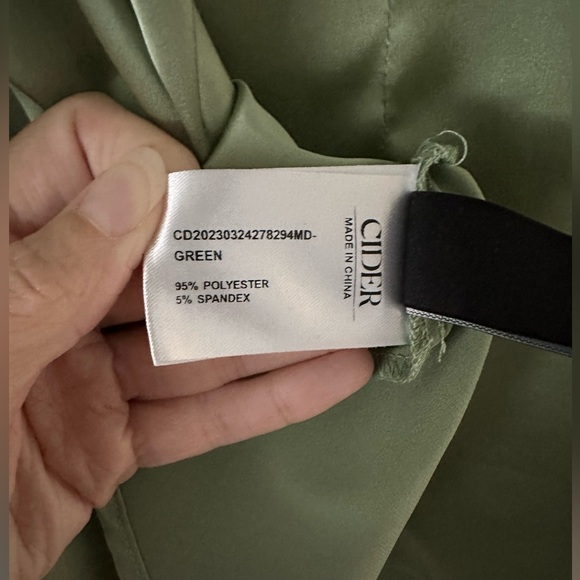 CD20230324278294MD-
GREEN
95% POLYESTER
5% SPANDEX
CIDER
MADE IN CHINA